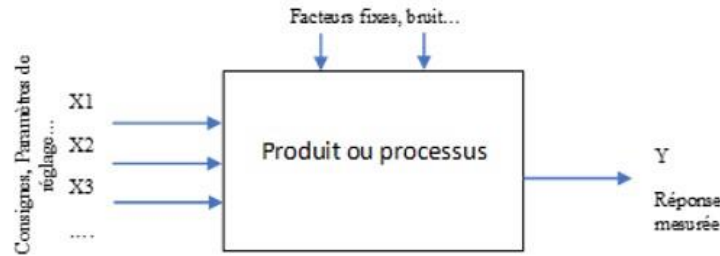 Facteurs fixes, bruit...
Consignes, Paramètres de
réglage...
X1
X2
X3
....
Produit ou processus
Y
Réponse
mesurée